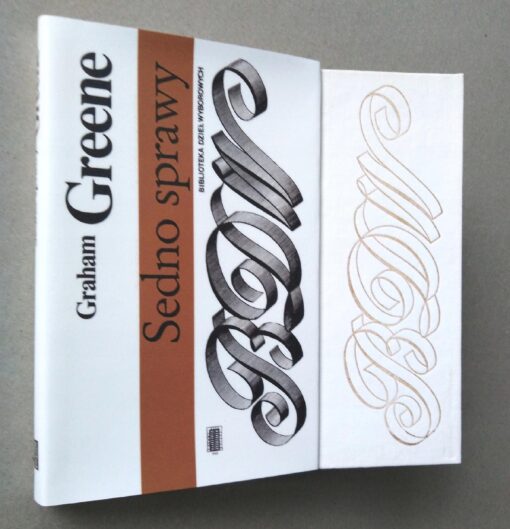 Graham
Greene
Sedno sprawy
BIBLIOTEKA DZIEŁ WYBOROWYCH
BDW
BDW